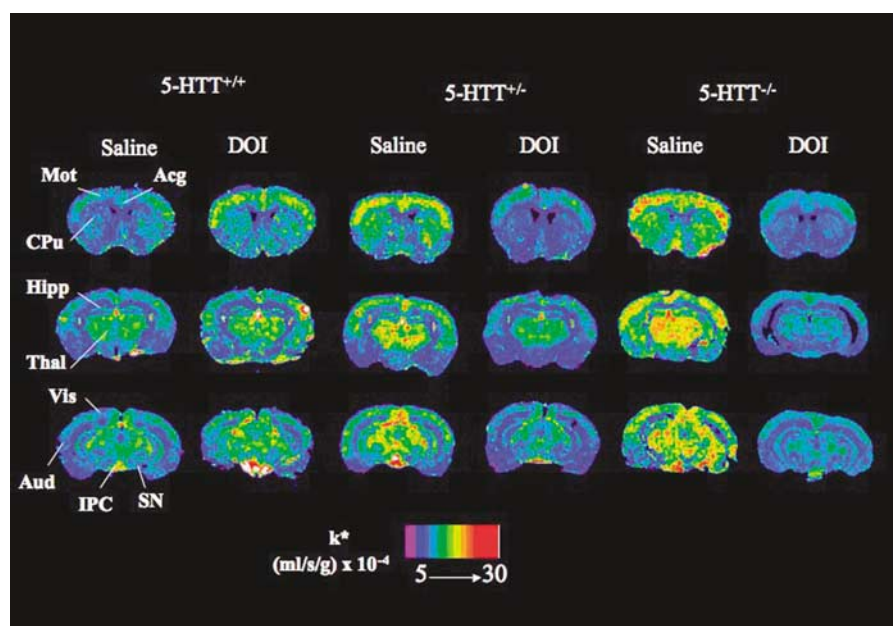 5-HTT+/+ 5-HTT+/- 5-HTT-/-
Saline DOI Saline DOI Saline DOI
Mot Acg
CPu
Hipp
Thal
Vis
Aud
IPC SN
k*
(ml/s/g) x 10-4
5 30